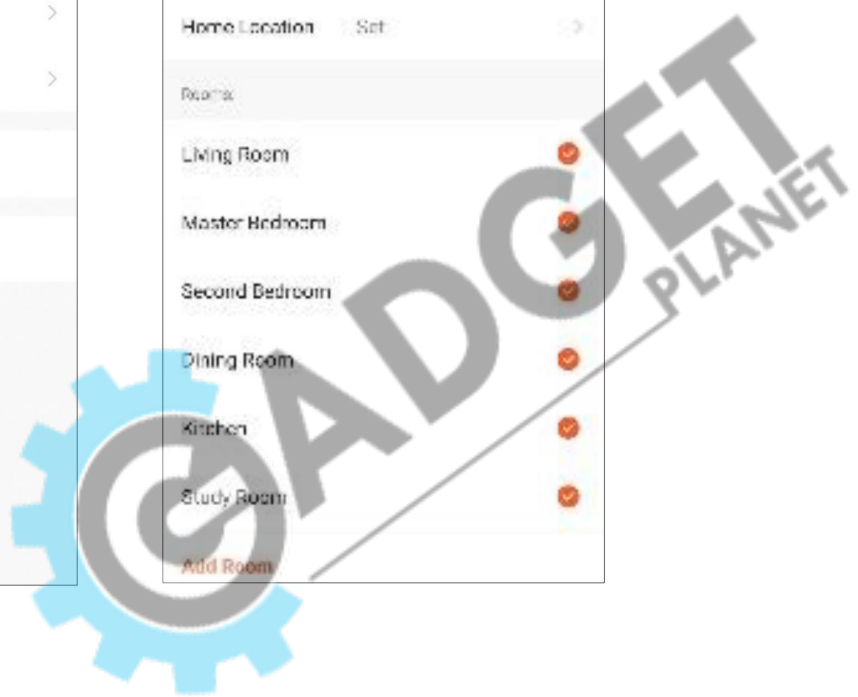 Home Location Set
Rooms:
Living Room
Master Bedroom
Second Bedroom
Dining Room
Kitchen
Study Room
Add Room
GADGET
PLANET